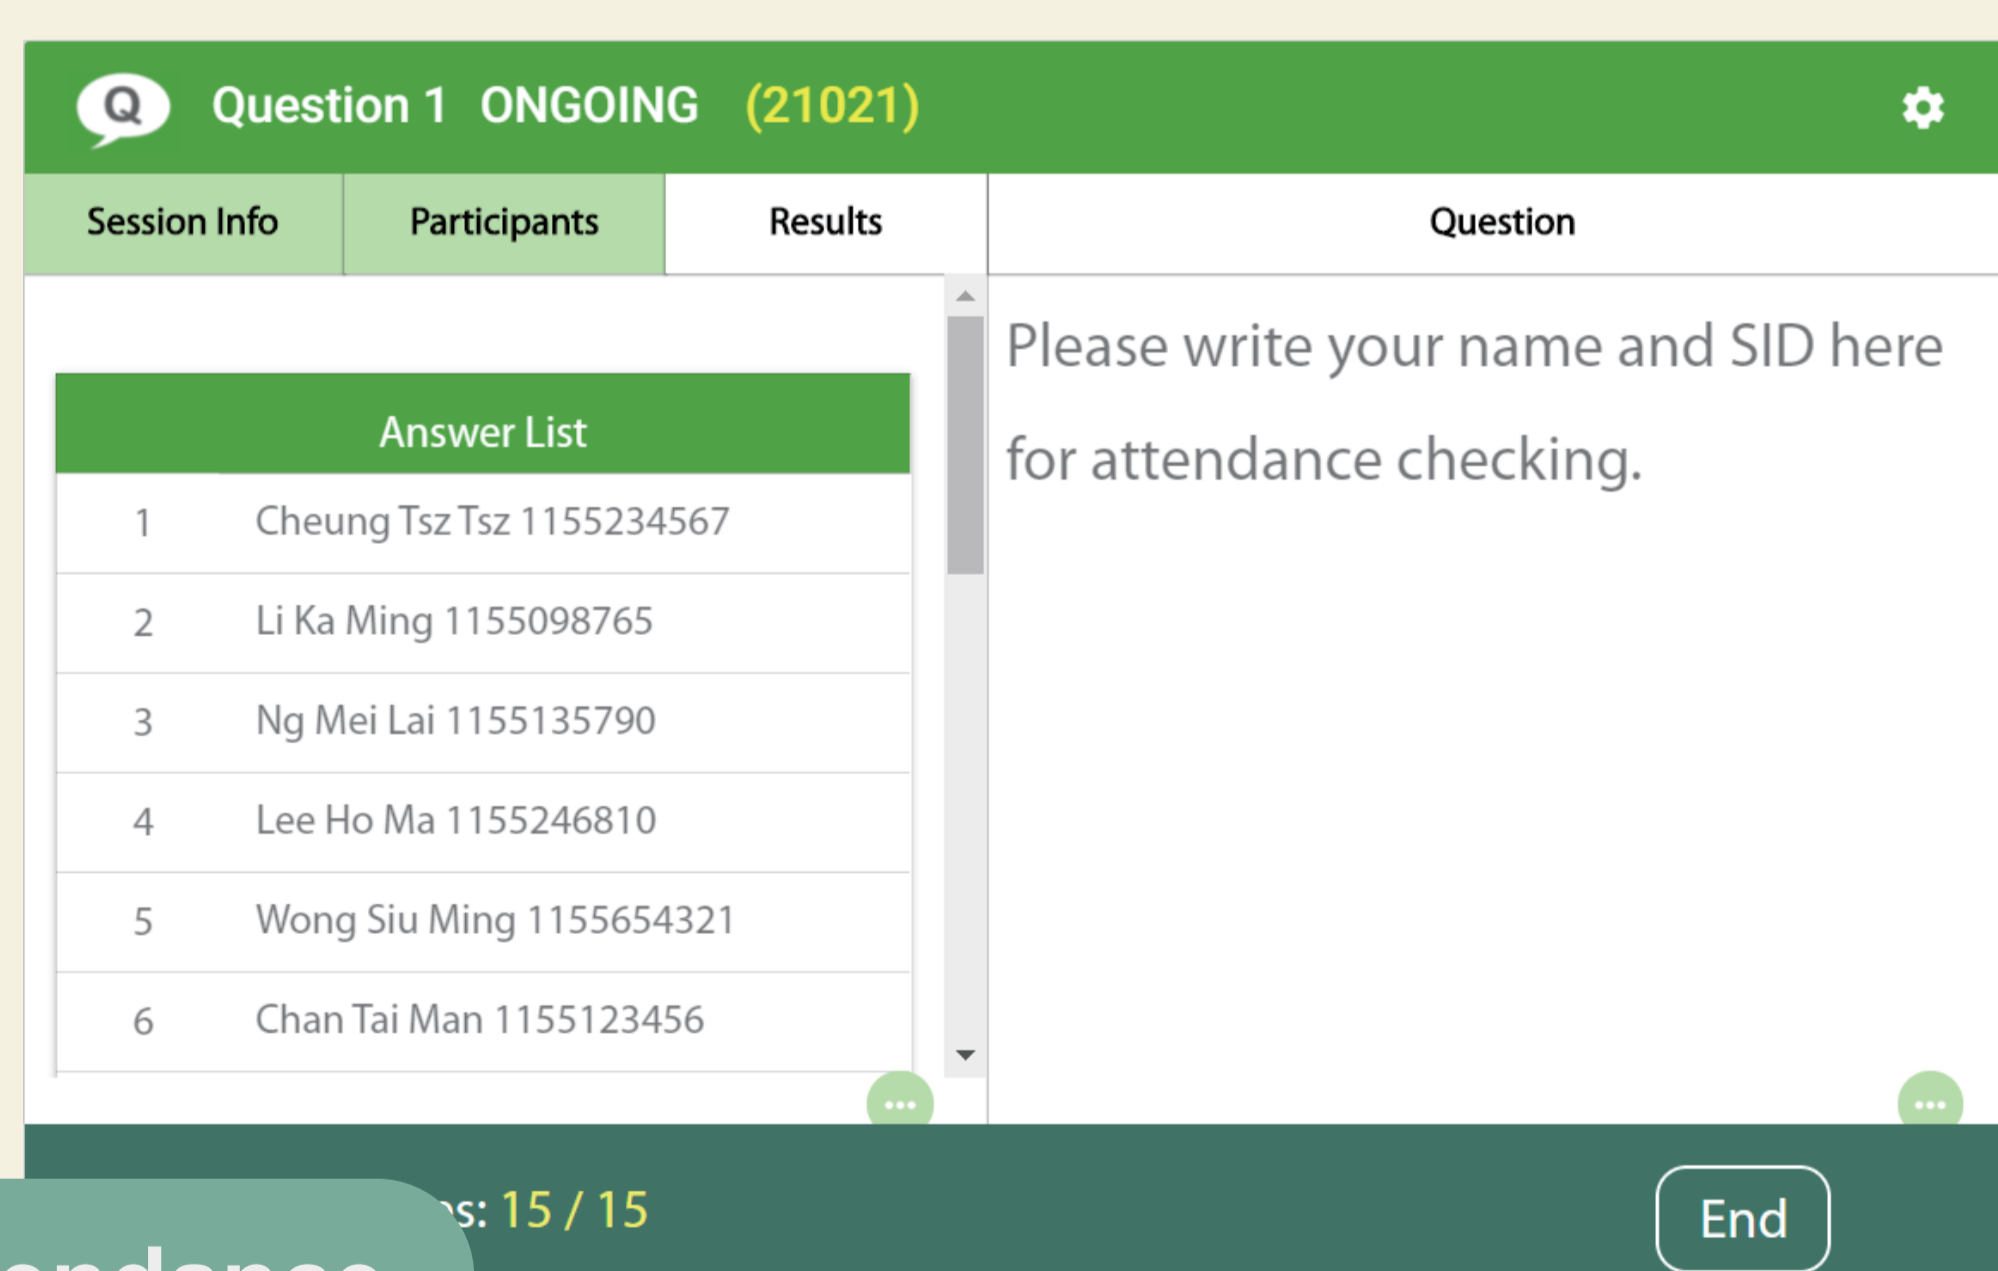 Q Question 1 ONGOING (21021)
Session Info Participants Results Question
Answer List
1 Cheung Tsz Tsz 1155234567
2 Li Ka Ming 1155098765
3 Ng Mei Lai 1155135790
4 Lee Ho Ma 1155246810
5 Wong Siu Ming 1155654321
6 Chan Tai Man 1155123456
Please write your name and SID here
for attendance checking.
15 / 15
End